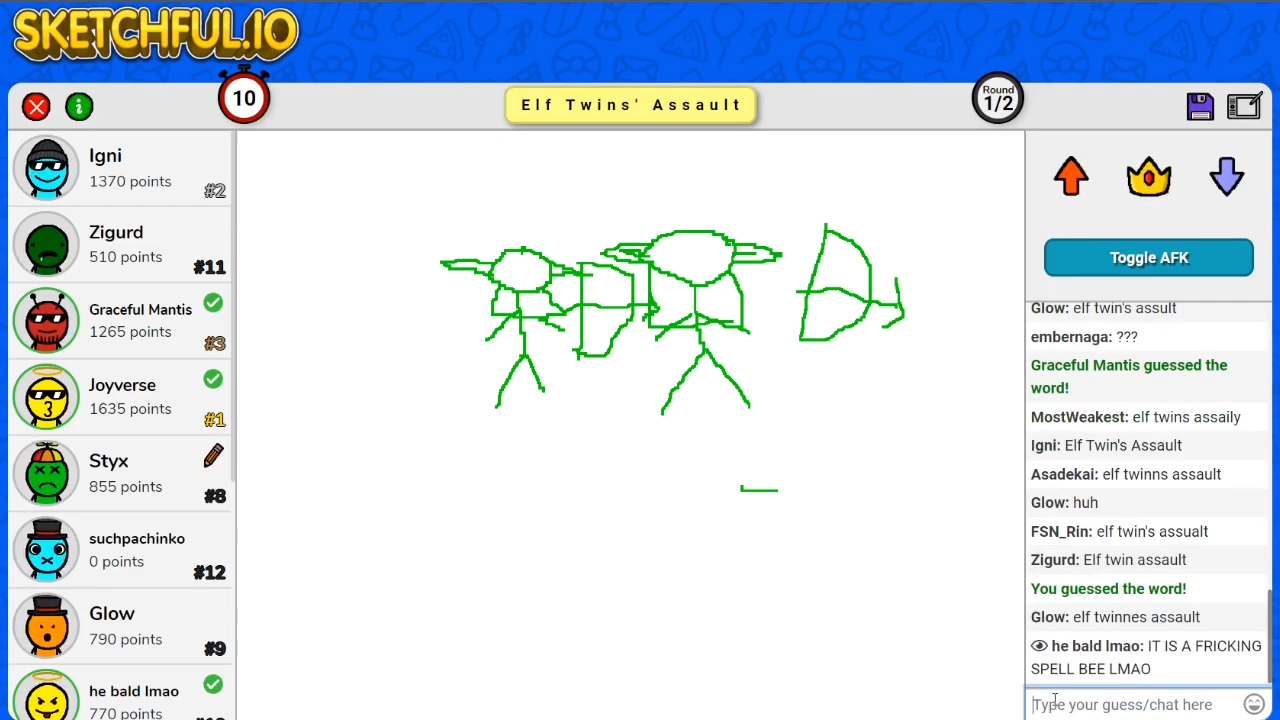 SKETCHFUL.IO
10
Elf Twins' Assault
Round
1/2
Igni
1370 points
#2
Zigurd
510 points
#11
Graceful Mantis
1265 points
#3
Joyverse
1635 points
#1
Styx
855 points
#8
suchpachinko
0 points
#12
Glow
790 points
#9
he bald lmao
770 points
Toggle AFK
Glow: elf twin's assult
embernaga: ???
Graceful Mantis guessed the
word!
MostWeakest: elf twins assaily
Igni: Elf Twin's Assault
Asadekai: elf twinns assault
Glow: huh
FSN_Rin: elf twin's assualt
Zigurd: Elf twin assault
You guessed the word!
Glow: elf twinnes assault
he bald lmao: IT IS A FRICKING
SPELL BEE LMAO
Type your guess/chat here